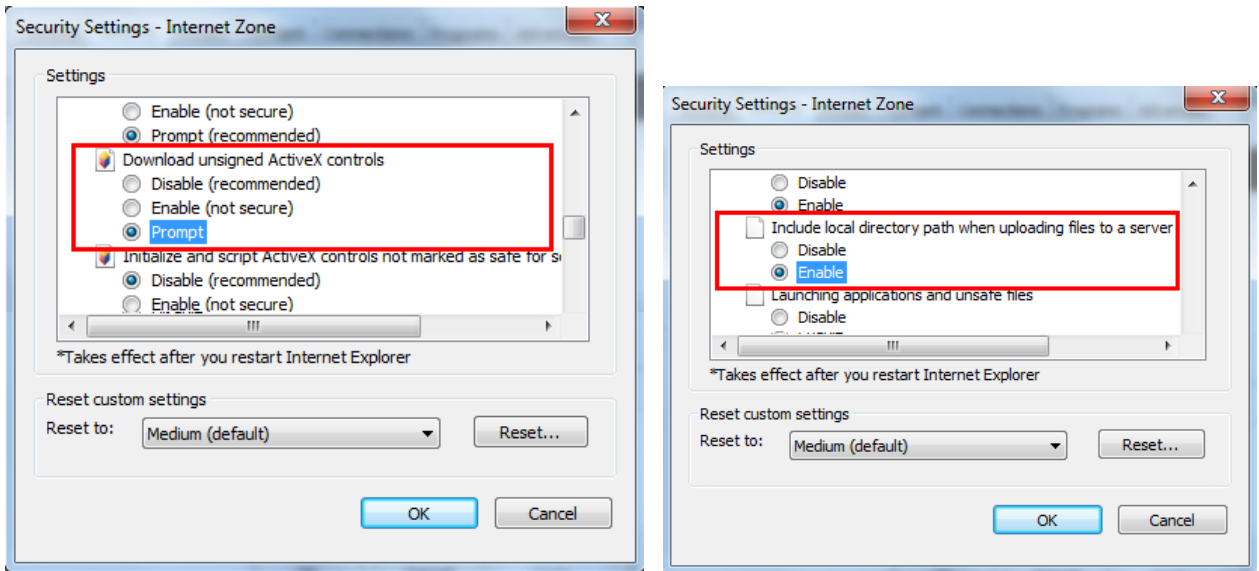 Security Settings - Internet Zone
Settings
Enable (not secure)
Prompt (recommended)
Download unsigned ActiveX controls
Disable (recommended)
Enable (not secure)
Prompt
Initialize and script ActiveX controls not marked as safe for s
Disable (recommended)
Enable (not secure)
*Takes effect after you restart Internet Explorer
Reset custom settings
Reset to:
Medium (default)
Reset...
OK
Cancel
Security Settings - Internet Zone
Settings
Disable
Enable
Include local directory path when uploading files to a server
Disable
Enable
Launching applications and unsafe files
Disable
*Takes effect after you restart Internet Explorer
Reset custom settings
Reset to:
Medium (default)
Reset...
OK
Cancel